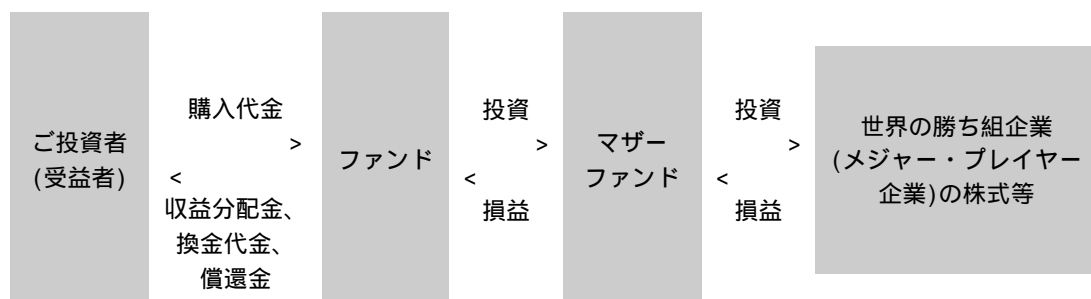 ご投資者
(受益者)
購入代金
>
<
収益分配金、
換金代金、
償還金
ファンド
投資
>
<
損益
マザー
ファンド
投資
>
<
損益
世界の勝ち組企業
(メジャー・プレイヤー
企業)の株式等